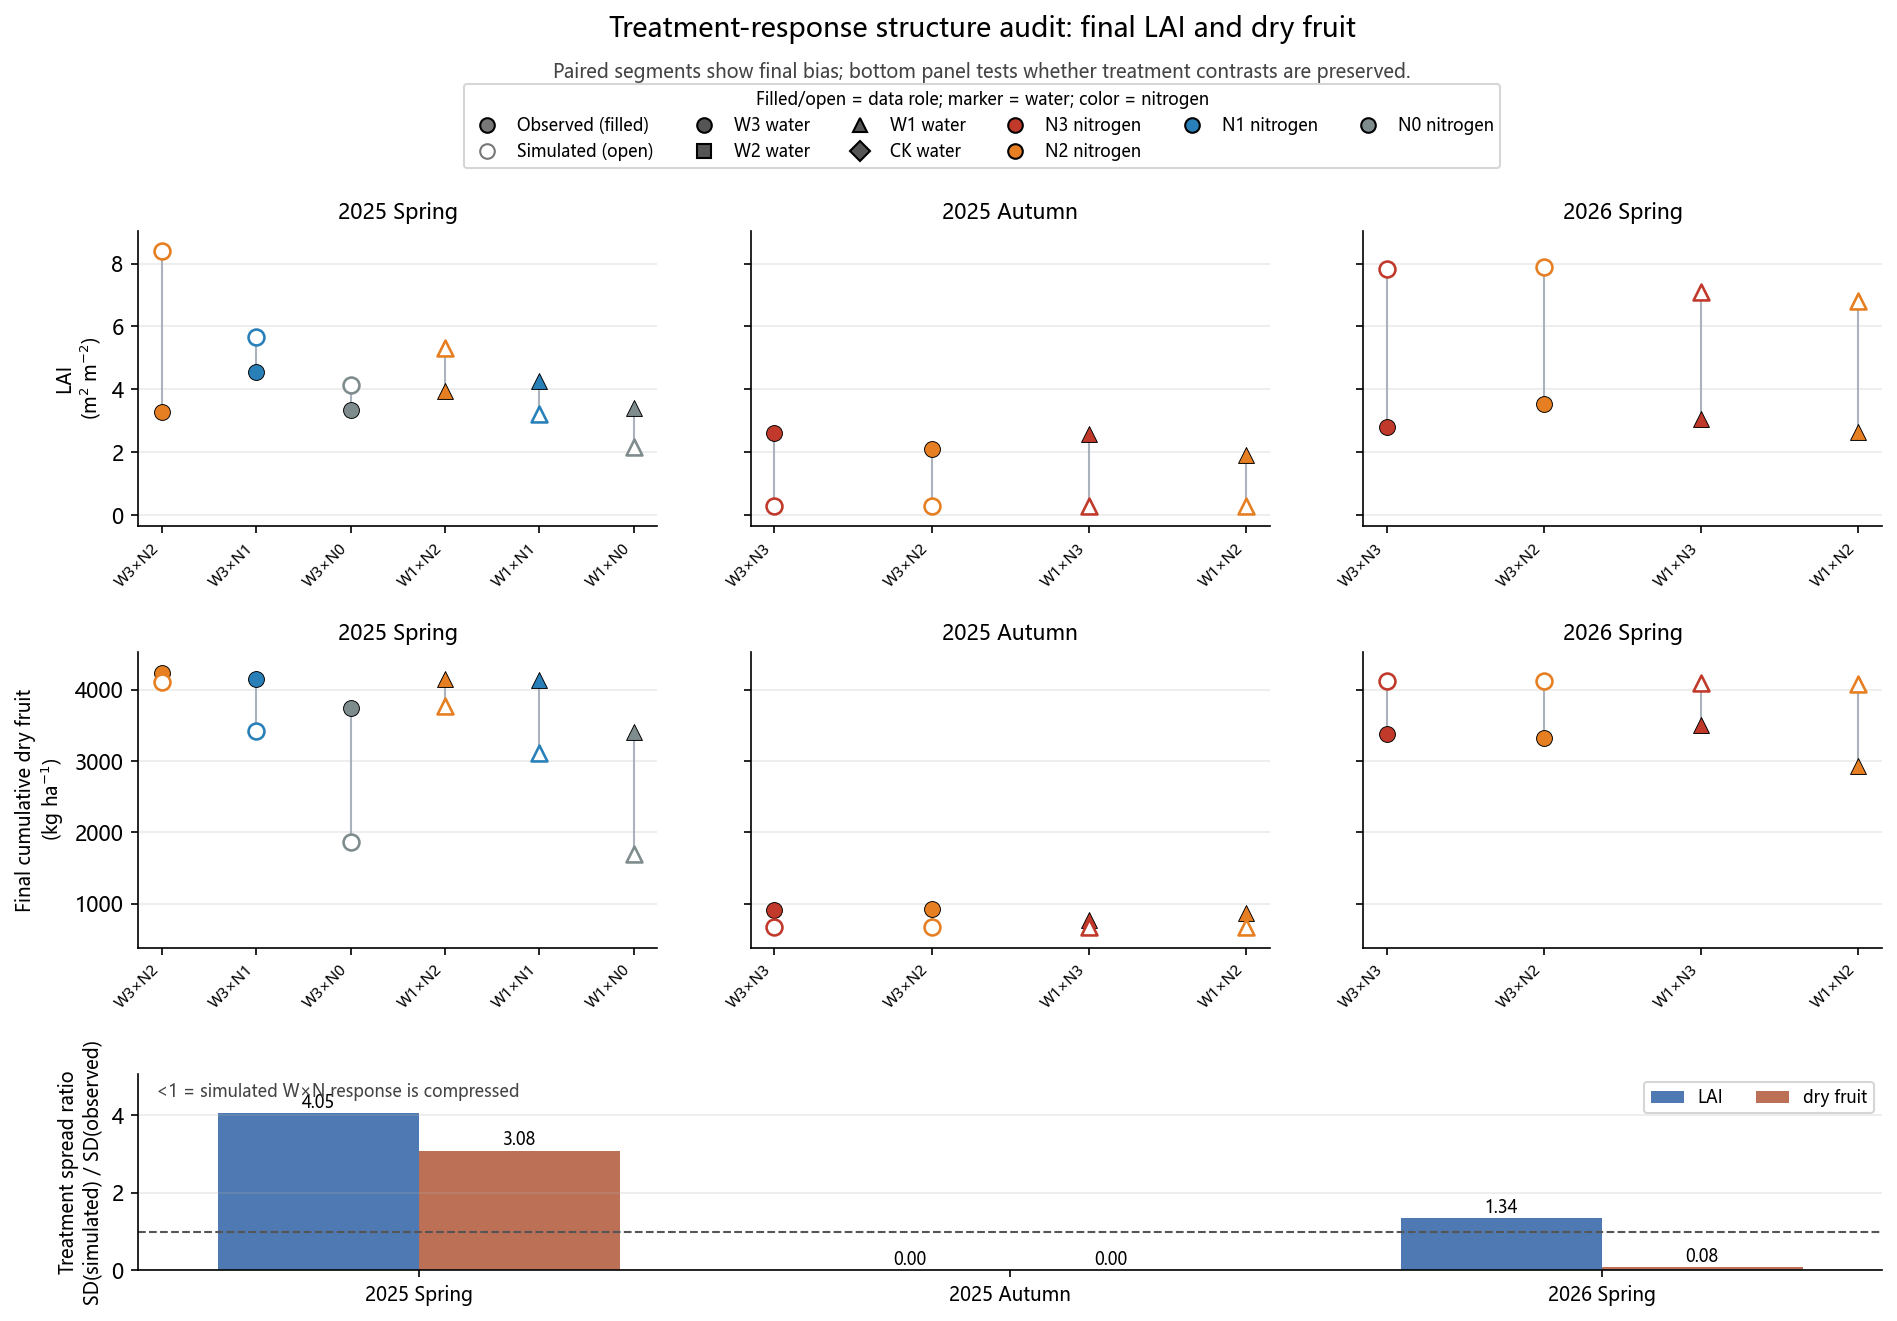 Treatment-response structure audit: final LAI and dry fruit
Paired segments show final bias; bottom panel tests whether treatment contrasts are preserved.
Filled/open = data role; marker = water; color = nitrogen
Observed (filled) W3 water W1 water N3 nitrogen N1 nitrogen N0 nitrogen
Simulated (open) W2 water CK water N2 nitrogen
2025 Spring 2025 Autumn 2026 Spring
LAI
(m² m⁻²)
8
6
4
2
0
W3×N2 W3×N1 W3×N0 W1×N2 W1×N1 W1×N0 W3×N3 W3×N2 W1×N3 W1×N2 W3×N3 W3×N2 W1×N3 W1×N2
2025 Spring 2025 Autumn 2026 Spring
Final cumulative dry fruit
(kg ha⁻¹)
4000
3000
2000
1000
W3×N2 W3×N1 W3×N0 W1×N2 W1×N1 W1×N0 W3×N3 W3×N2 W1×N3 W1×N2 W3×N3 W3×N2 W1×N3 W1×N2
Treatment spread ratio
SD(simulated) / SD(observed)
<1 = simulated W×N response is compressed
LAI dry fruit
4
2
0
4.05 3.08 0.00 0.00 1.34 0.08
2025 Spring 2025 Autumn 2026 Spring